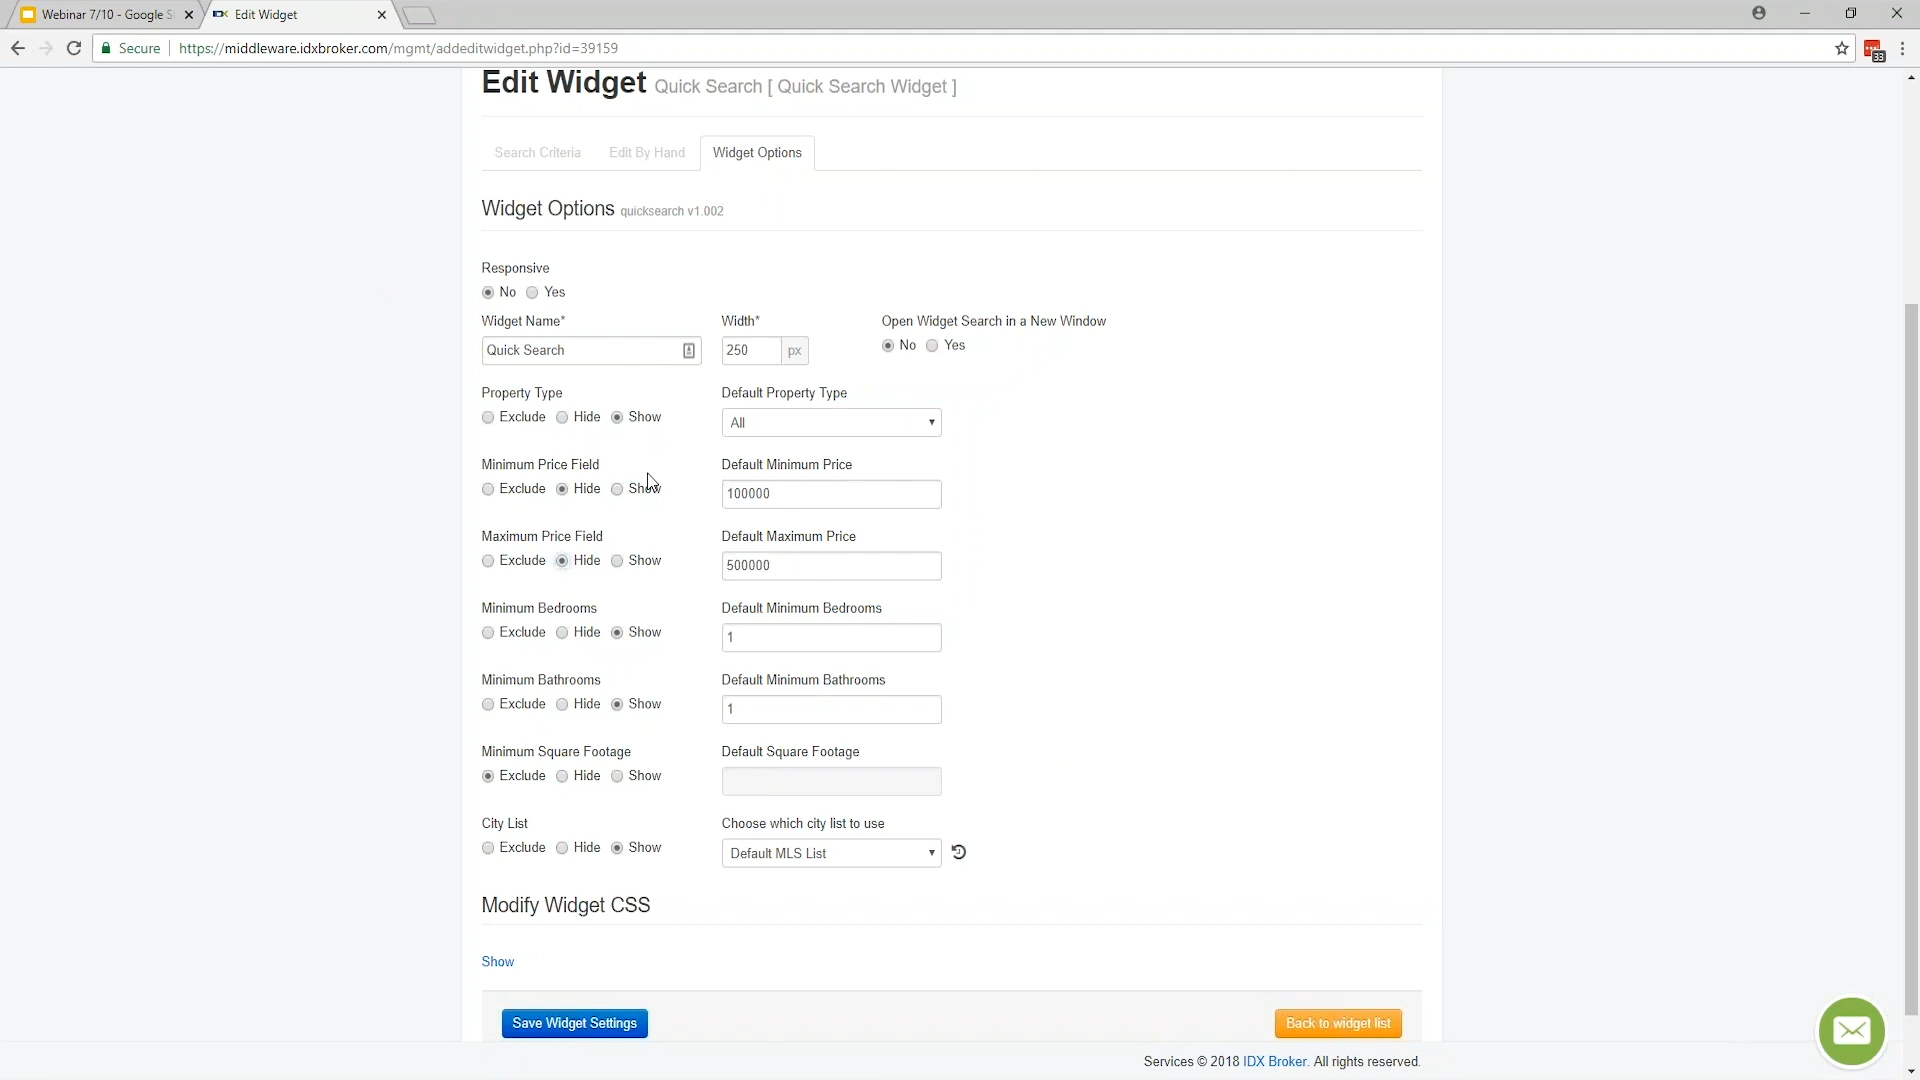 Webinar 7/10 - Google S
Edit Widget
Secure https://middleware.idxbroker.com/mgmt/addeditwidget.php?id=39159
33
Edit Widget Quick Search [ Quick Search Widget ]
Search Criteria Edit By Hand Widget Options
Widget Options quicksearch v1.002
Responsive
No Yes
Widget Name* Width* Open Widget Search in a New Window
Quick Search 250 px No Yes
Property Type Default Property Type
Exclude Hide Show All
Minimum Price Field Default Minimum Price
Exclude Hide Show 100000
Maximum Price Field Default Maximum Price
Exclude Hide Show 500000
Minimum Bedrooms Default Minimum Bedrooms
Exclude Hide Show 1
Minimum Bathrooms Default Minimum Bathrooms
Exclude Hide Show 1
Minimum Square Footage Default Square Footage
Exclude Hide Show
City List Choose which city list to use
Exclude Hide Show Default MLS List
Modify Widget CSS
Show
Save Widget Settings Back to widget list
Services © 2018 IDX Broker. All rights reserved.